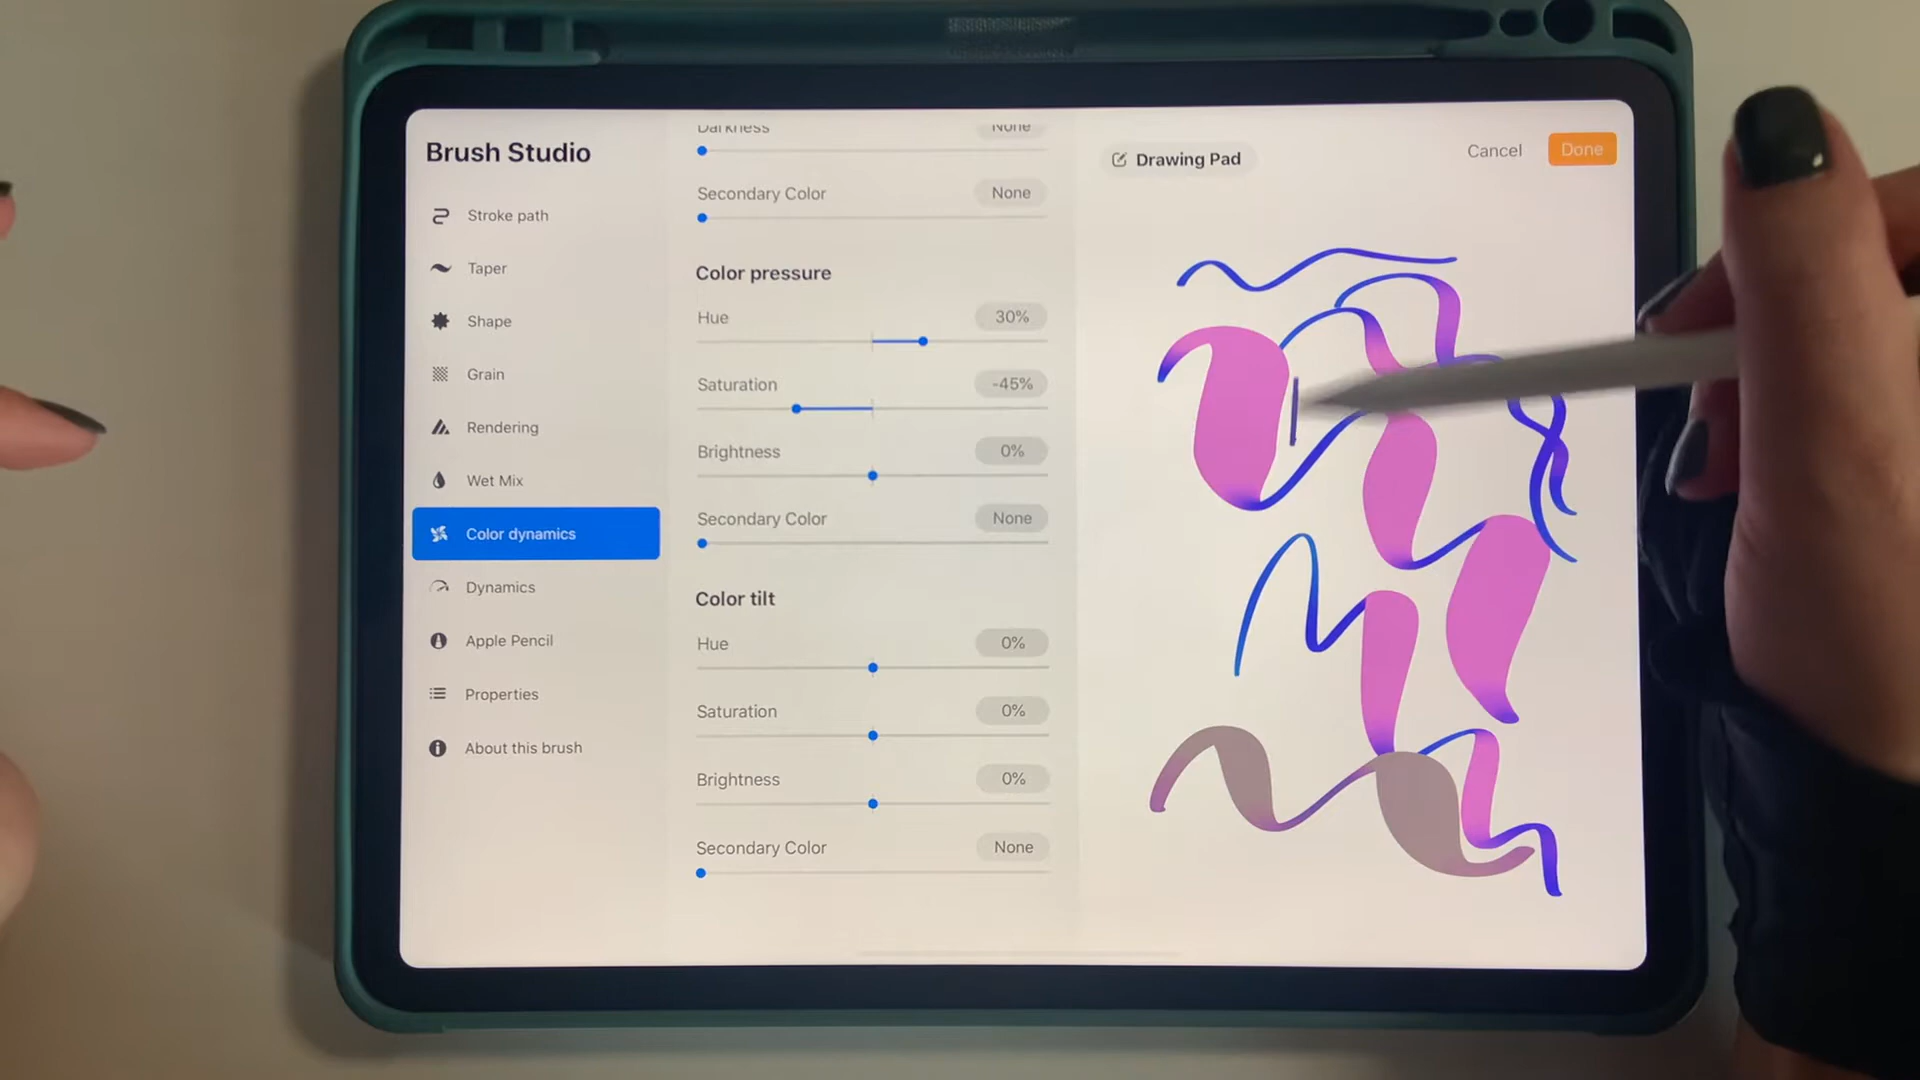 Brush Studio
Stroke path
Taper
Shape
Grain
Rendering
Wet Mix
Color dynamics
Dynamics
Apple Pencil
Properties
About this brush
Darkness None
Secondary Color None
Color pressure
Hue 30%
Saturation -45%
Brightness 0%
Secondary Color None
Color tilt
Hue 0%
Saturation 0%
Brightness 0%
Secondary Color None
Drawing Pad
Cancel Done